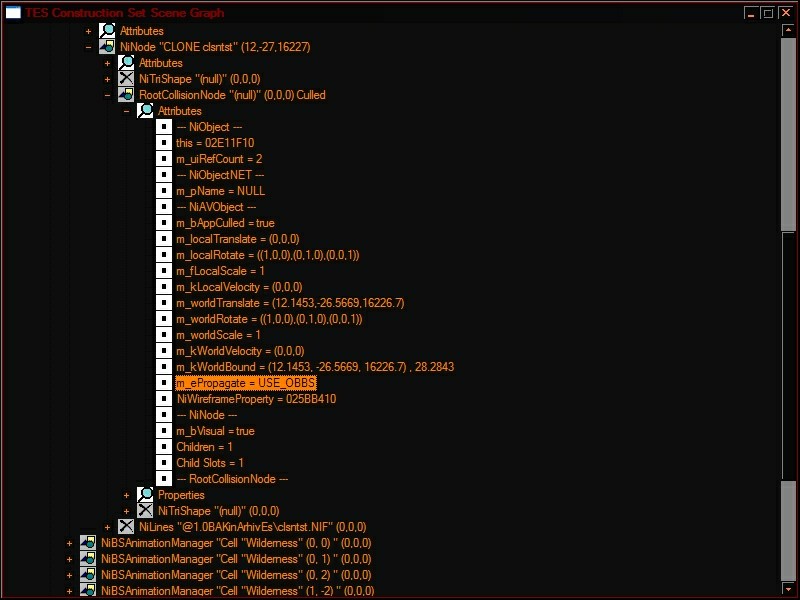 TES Construction Set Scene Graph
Attributes
NiNode "CLONE clsntst" (12,-27,16227)
Attributes
NiTriShape "(null)" (0,0,0)
RootCollisionNode "(null)" (0,0,0) Culled
Attributes
--- NiObject ---
this = 02E11F10
m_uiRefCount = 2
--- NiObjectNET ---
m_pName = NULL
--- NiAVObject ---
m_bAppCulled = true
m_localTranslate = (0,0,0)
m_localRotate = ((1,0,0),(0,1,0),(0,0,1))
m_fLocalScale = 1
m_kLocalVelocity = (0,0,0)
m_worldTranslate = (12.1453,-26.5669,16226.7)
m_worldRotate = ((1,0,0),(0,1,0),(0,0,1))
m_worldScale = 1
m_kWorldVelocity = (0,0,0)
m_kWorldBound = (12.1453, -26.5669, 16226.7) , 28.2843
m_ePropagate = USE_OBBS
NiWireframeProperty = 025BB410
--- NiNode ---
m_bVisual = true
Children = 1
Child Slots = 1
--- RootCollisionNode ---
Properties
NiTriShape "(null)" (0,0,0)
NiLines "@1.0BAKinArhivEs\clsntst.NIF" (0,0,0)
NiBSAnimationManager "Cell "Wilderness" (0, 0) " (0,0,0)
NiBSAnimationManager "Cell "Wilderness" (0, 1) " (0,0,0)
NiBSAnimationManager "Cell "Wilderness" (0, 2) " (0,0,0)
NiBSAnimationManager "Cell "Wilderness" (1, -2) " (0,0,0)